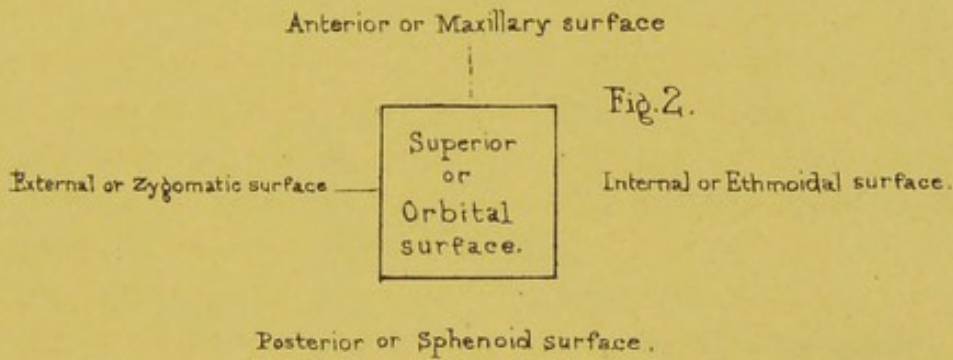 Anterior or Maxillary surface
Fig. 2.
Superior
or
Orbital
surface.
External or Zygomatic surface
Internal or Ethmoidal surface.
Posterior or Sphenoid surface.